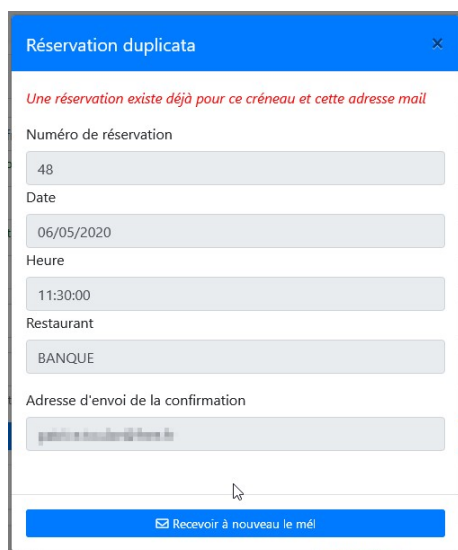 Réservation duplicata ×
Une réservation existe déjà pour ce créneau et cette adresse mail
Numéro de réservation
48
Date
06/05/2020
Heure
11:30:00
Restaurant
BANQUE
Adresse d'envoi de la confirmation
Recevoir à nouveau le mél